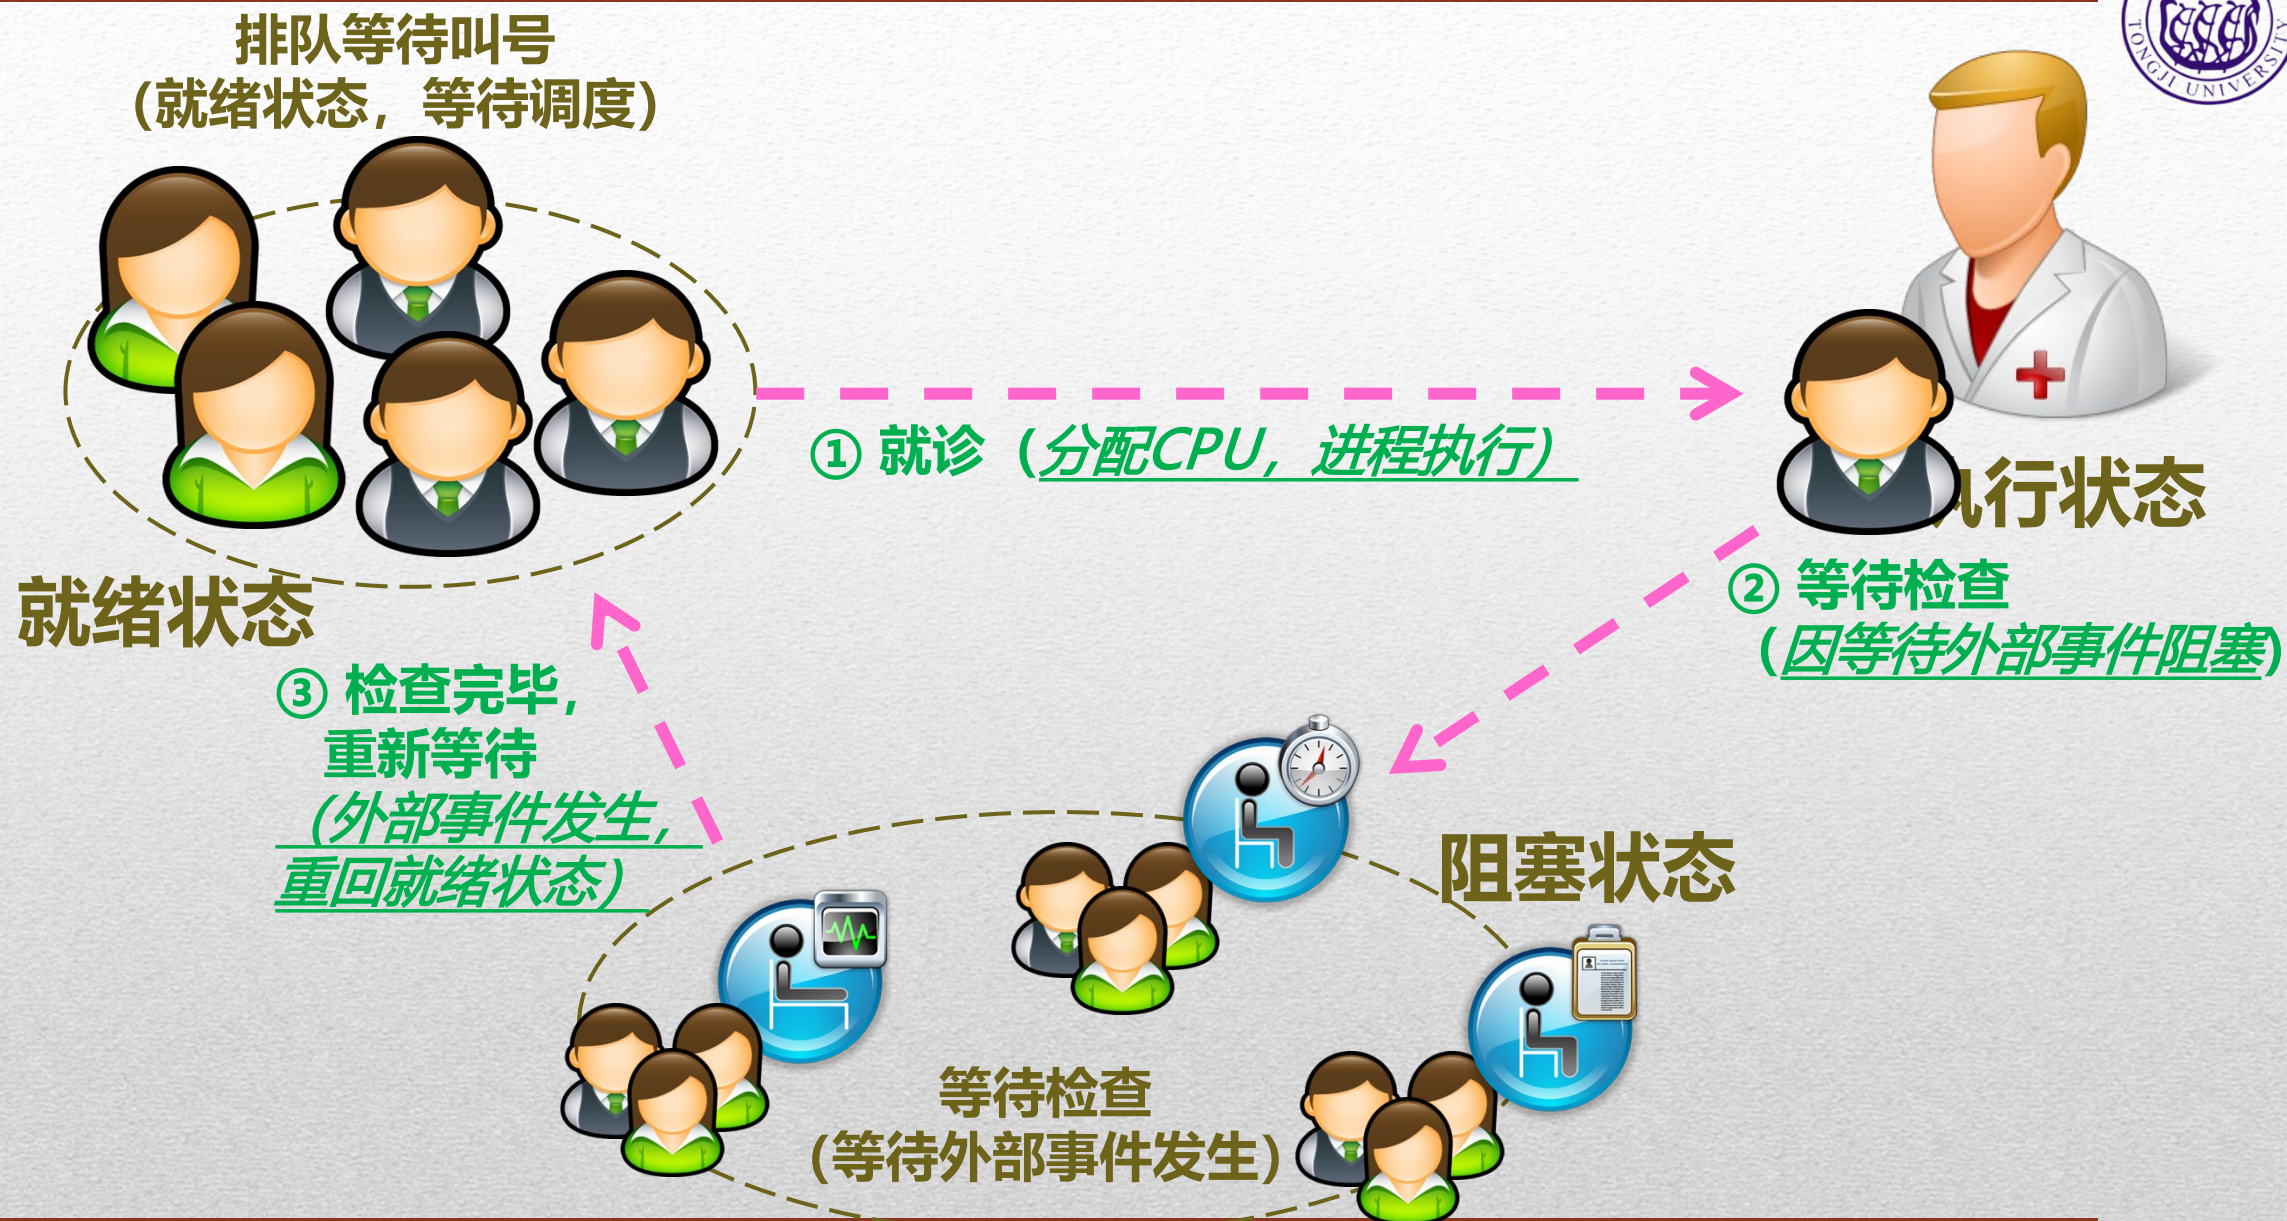 排队等待叫号
（就绪状态，等待调度）
TONGJI UNIVERSITY
① 就诊（分配CPU，进程执行）
行状态
② 等待检查
（因等待外部事件阻塞）
就绪状态
③ 检查完毕，
重新等待
（外部事件发生，
重回就绪状态）
阻塞状态
等待检查
（等待外部事件发生）